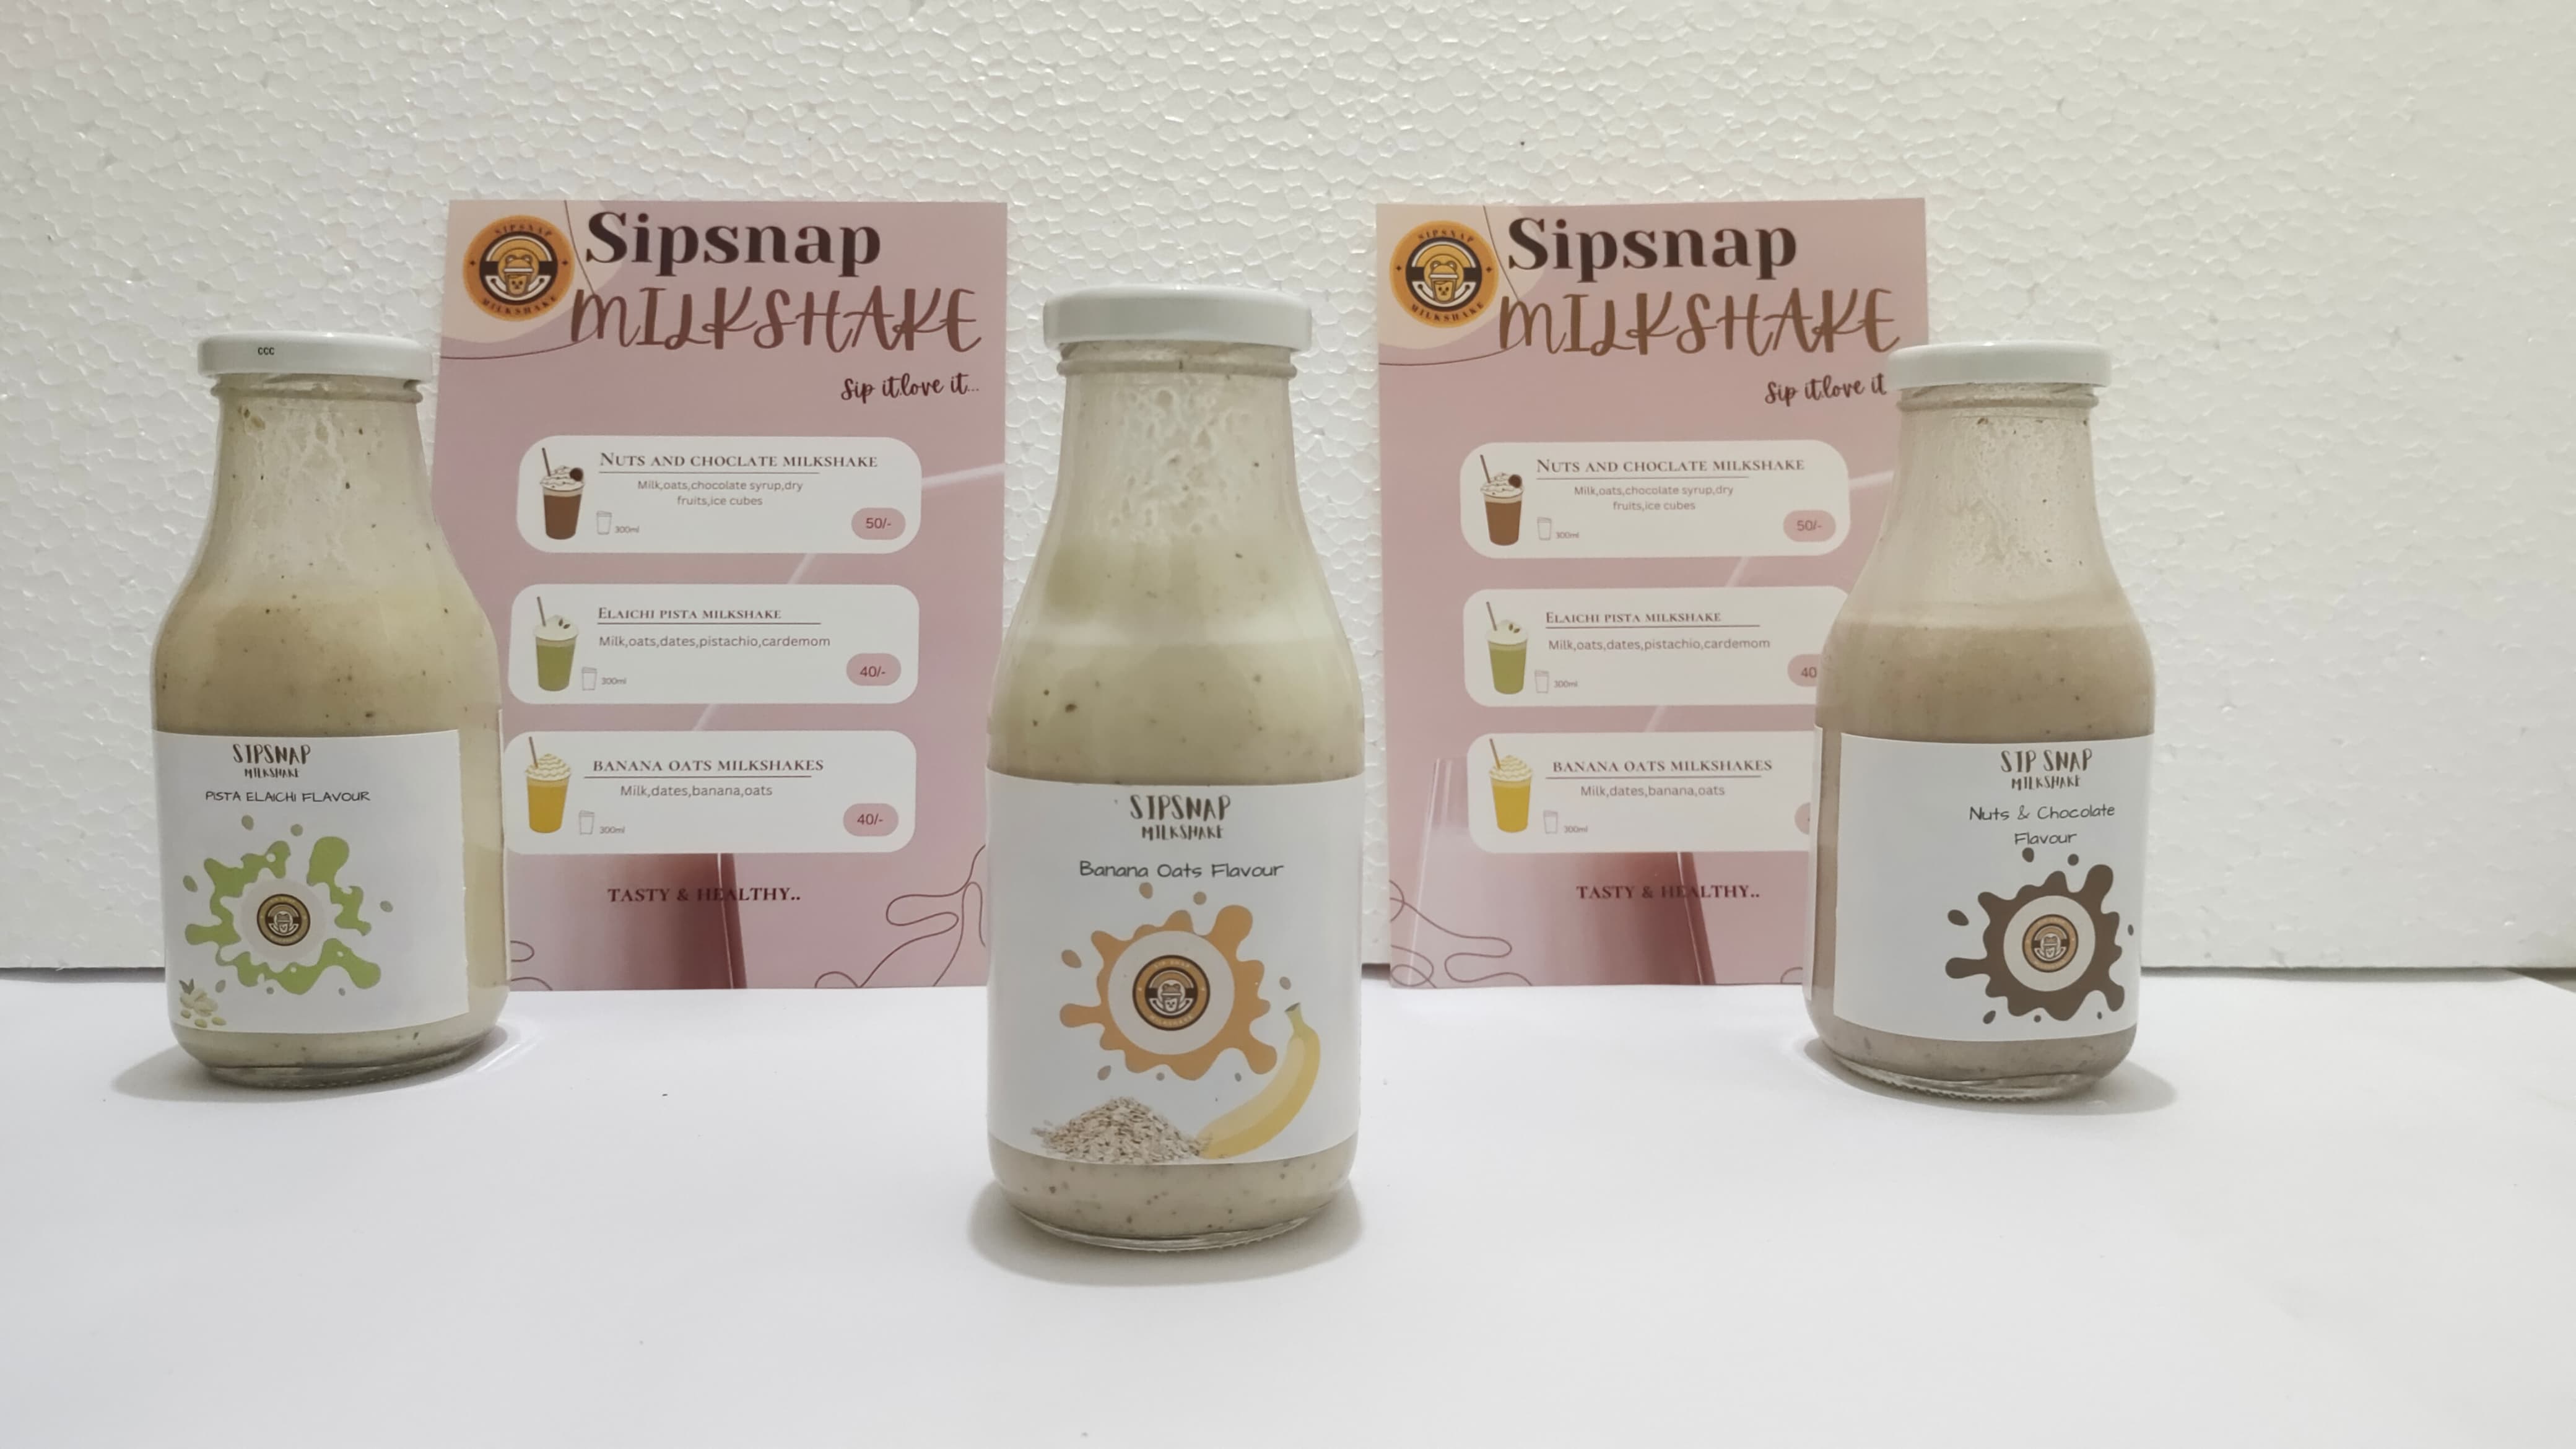 SIPSNAP
MILKSHAKE
Sipsnap
MILKSHAKE
Sip it.love it...
NUTS AND CHOCLATE MILKSHAKE
Milk,oats,chocolate syrup,dry
fruits,ice cubes
300ml
50/-
ELAICHI PISTA MILKSHAKE
Milk,oats,dates,pistachio,cardemom
300ml
40/-
BANANA OATS MILKSHAKES
Milk,dates,banana,oats
300ml
40/-
TASTY & HEALTHY..
SIPSNAP
MILKSHAKE
Sipsnap
MILKSHAKE
Sip it.love it
NUTS AND CHOCLATE MILKSHAKE
Milk,oats,chocolate syrup,dry
fruits,ice cubes
300ml
50/-
ELAICHI PISTA MILKSHAKE
Milk,oats,dates,pistachio,cardemom
300ml
40
BANANA OATS MILKSHAKES
Milk,dates,banana,oats
300ml
TASTY & HEALTHY..
CCC
SIPSNAP
MILKSHAKE
PISTA ELAICHI FLAVOUR
SIPSNAP
MILKSHAKE
Banana Oats Flavour
SIP SNAP
MILKSHAKE
Nuts & Chocolate
Flavour